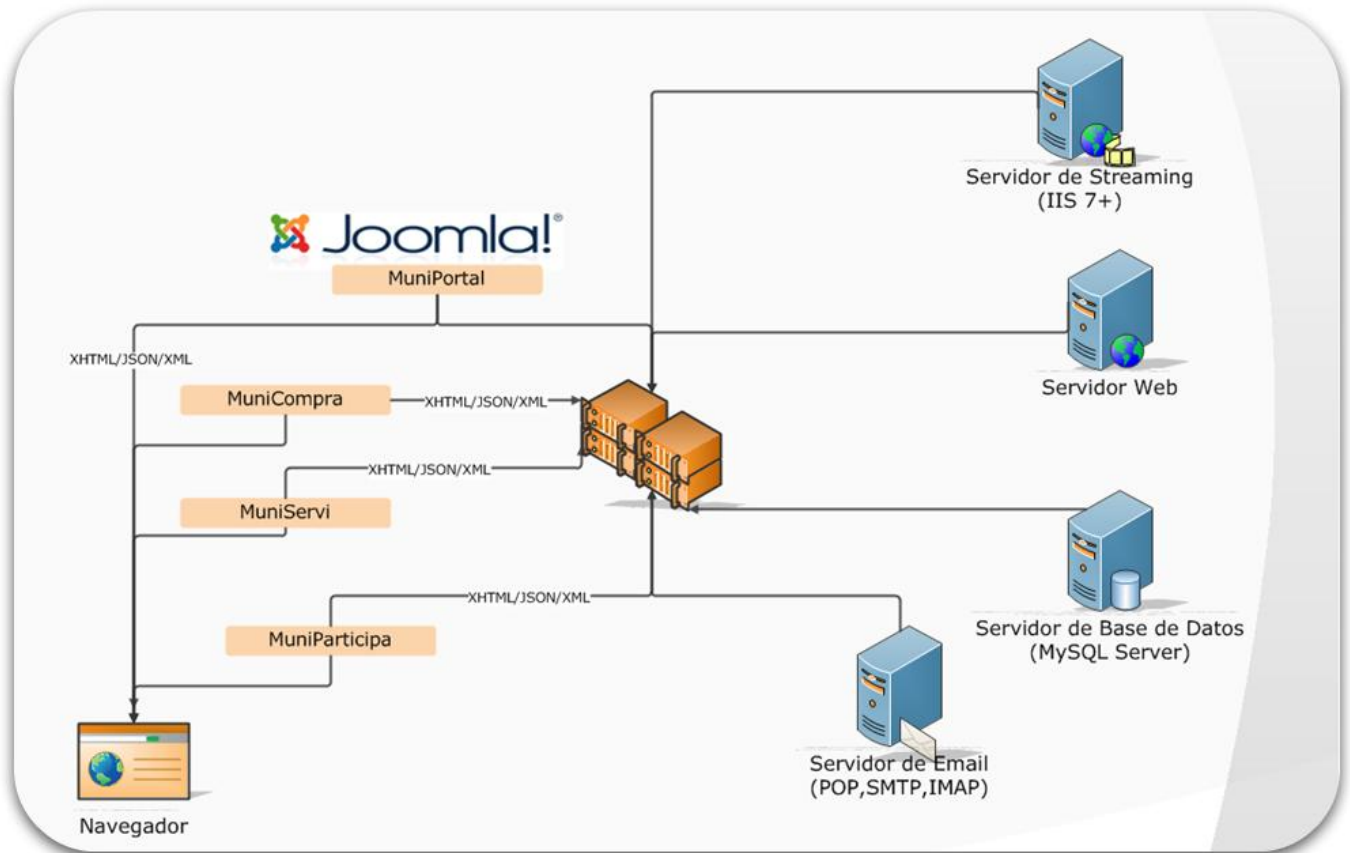 Servidor de Streaming
(IIS 7+)
Joomla!®
MuniPortal
XHTML/JSON/XML
Servidor Web
MuniCompra
XHTML/JSON/XML
XHTML/JSON/XML
MuniServi
XHTML/JSON/XML
MuniParticipa
Servidor de Base de Datos
(MySQL Server)
Servidor de Email
(POP,SMTP,IMAP)
Navegador